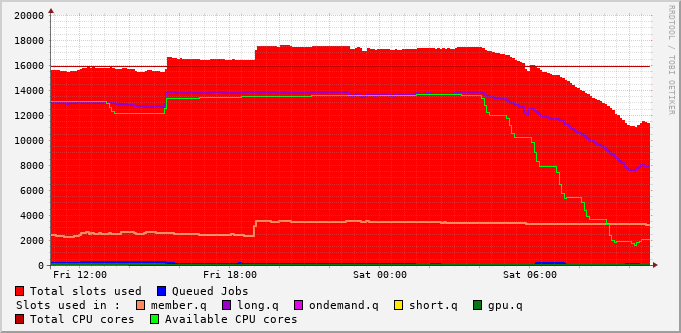 RRDTOOL / TOBI OETIKER
20000
18000
16000
14000
12000
10000
8000
6000
4000
2000
0
Fri 12:00 Fri 18:00 Sat 00:00 Sat 06:00
Total slots used Queued Jobs
Slots used in : member.q long.q ondemand.q short.q gpu.q
Total CPU cores Available CPU cores